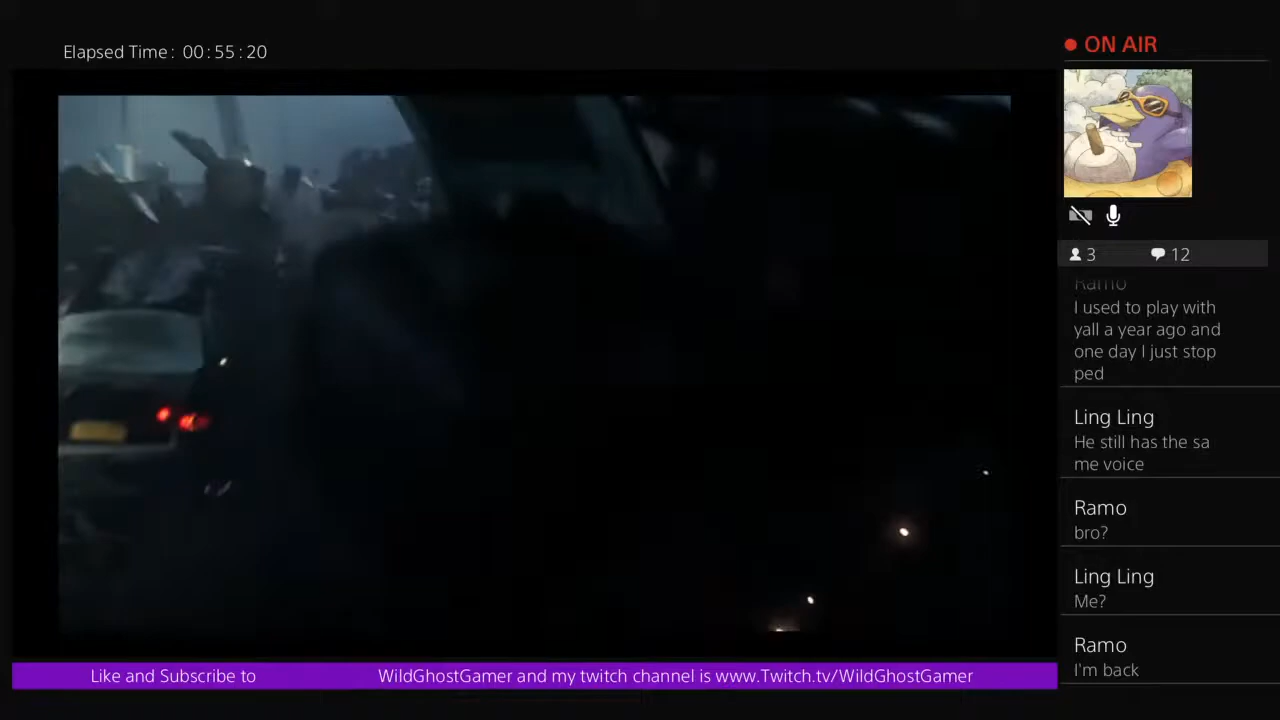 Elapsed Time: 00:55:20
ON AIR
3 12
Ramo
I used to play with
yall a year ago and
one day I just stop
ped
Ling Ling
He still has the sa
me voice
Ramo
bro?
Ling Ling
Me?
Ramo
I'm back
Like and Subscribe to WildGhostGamer and my twitch channel is www.Twitch.tv/WildGhostGamer